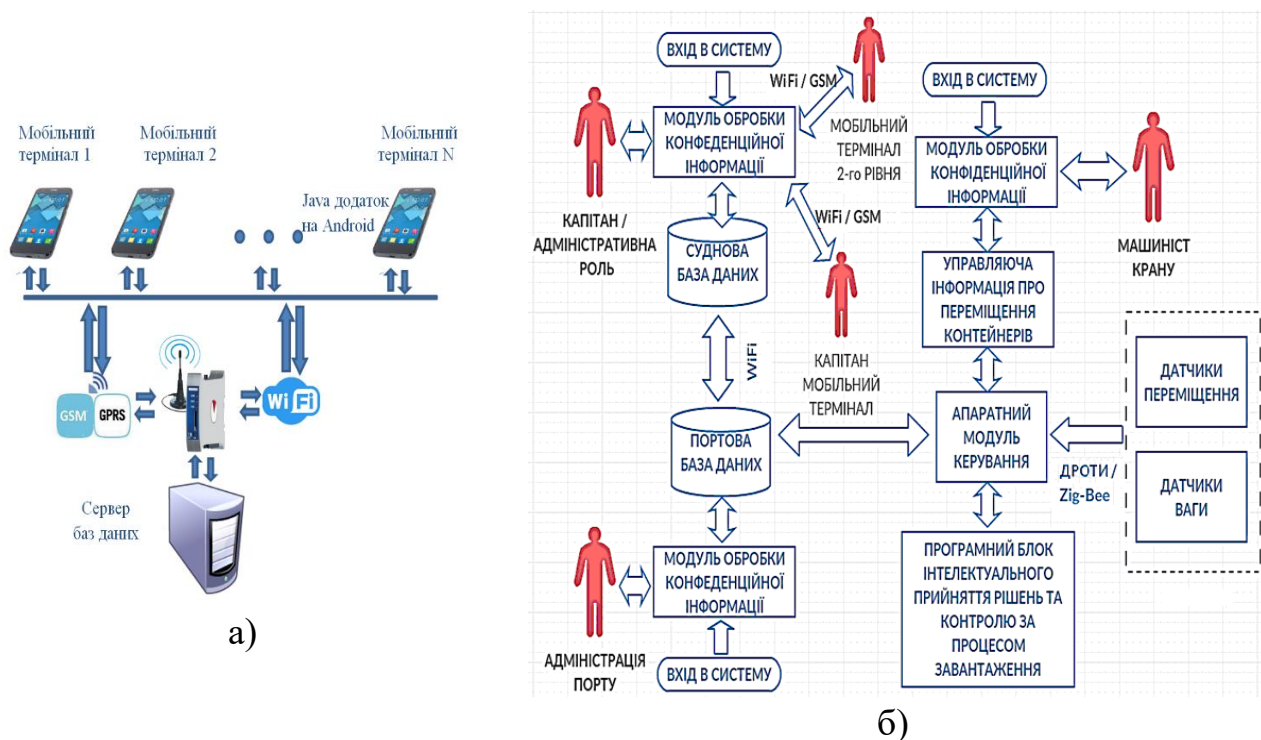 Мобільний
термінал 1
Мобільний
термінал 2
Мобільний
термінал N
Java додаток
на Android
GSM
GPRS
Wi Fi
Сервер
баз даних
а)
ВХІД В СИСТЕМУ
WiFi / GSM
МОДУЛЬ ОБРОБКИ
КОНФЕДЕНЦІЙНОЇ
ІНФОРМАЦІЇ
МОБІЛЬНИЙ
ТЕРМІНАЛ
2-го РІВНЯ
КАПІТАН /
АДМІНІСТРАТИВНА
РОЛЬ
WiFi / GSM
СУДНОВА
БАЗА ДАНИХ
КАПІТАН
МОБІЛЬНИЙ
ТЕРМІНАЛ
WiFi
ПОРТОВА
БАЗА ДАНИХ
МОДУЛЬ ОБРОБКИ
КОНФЕДЕНЦІЙНОЇ
ІНФОРМАЦІЇ
АДМІНІСТРАЦІЯ
ПОРТУ
ВХІД В СИСТЕМУ
ВХІД В СИСТЕМУ
МОДУЛЬ ОБРОБКИ
КОНФІДЕНЦІЙНОЇ
ІНФОРМАЦІЇ
МАШИНІСТ
КРАНУ
УПРАВЛЯЮЧА
ІНФОРМАЦІЯ ПРО
ПЕРЕМІЩЕННЯ
КОНТЕЙНЕРІВ
АПАРАТНИЙ
МОДУЛЬ
КЕРУВАННЯ
ДРОТИ /
Zig-Bee
ДАТЧИКИ
ПЕРЕМІЩЕННЯ
ДАТЧИКИ
ВАГИ
ПРОГРАМНИЙ БЛОК
ІНТЕЛЕКТУАЛЬНОГО
ПРИЙНЯТТЯ РІШЕНЬ ТА
КОНТРОЛЮ ЗА
ПРОЦЕСОМ
ЗАВАНТАЖЕННЯ
б)